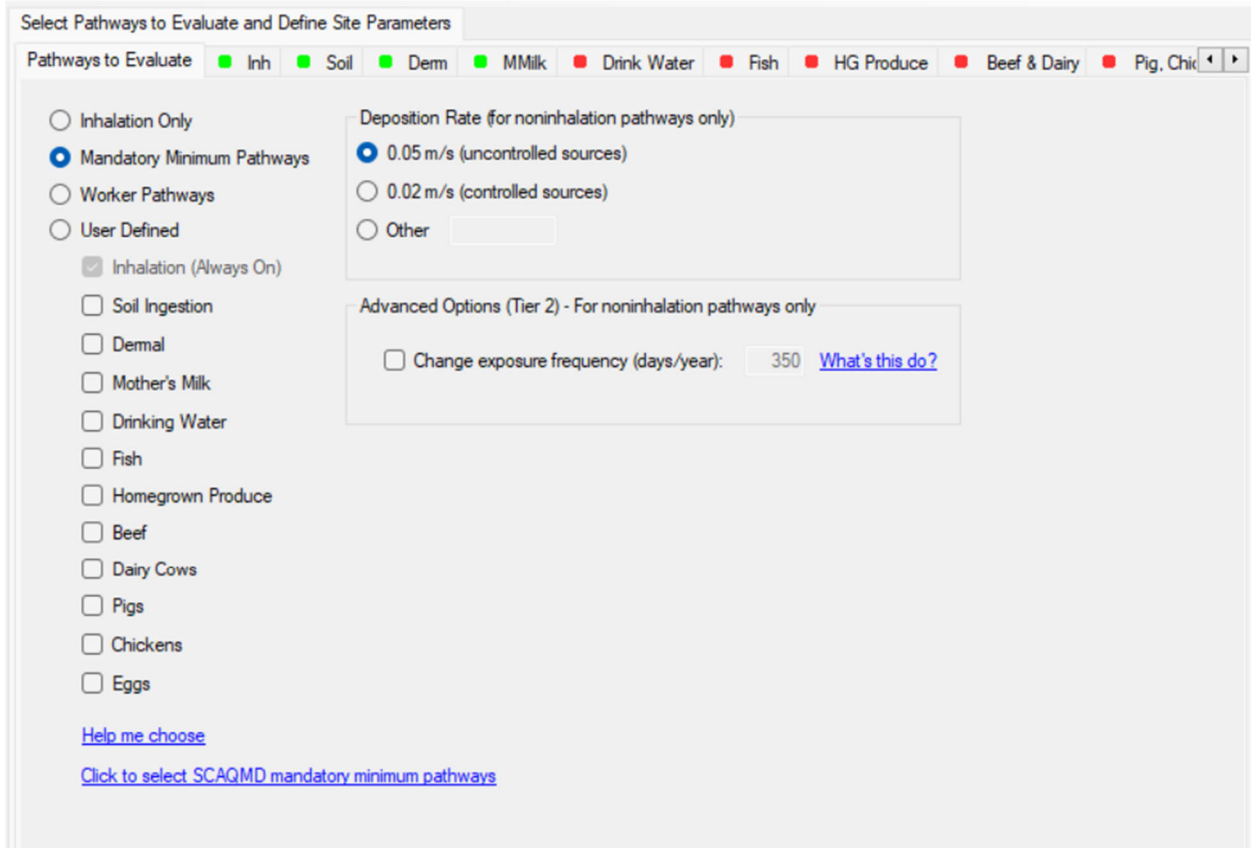 Select Pathways to Evaluate and Define Site Parameters
Pathways to Evaluate Inh Soil Derm MMilk Drink Water Fish HG Produce Beef & Dairy Pig, Chic
Inhalation Only
Mandatory Minimum Pathways
Worker Pathways
User Defined
Inhalation (Always On)
Soil Ingestion
Dermal
Mother's Milk
Drinking Water
Fish
Homegrown Produce
Beef
Dairy Cows
Pigs
Chickens
Eggs
Help me choose
Click to select SCAQMD mandatory minimum pathways
Deposition Rate (for noninhalation pathways only)
0.05 m/s (uncontrolled sources)
0.02 m/s (controlled sources)
Other
Advanced Options (Tier 2) - For noninhalation pathways only
Change exposure frequency (days/year): 350 What's this do?